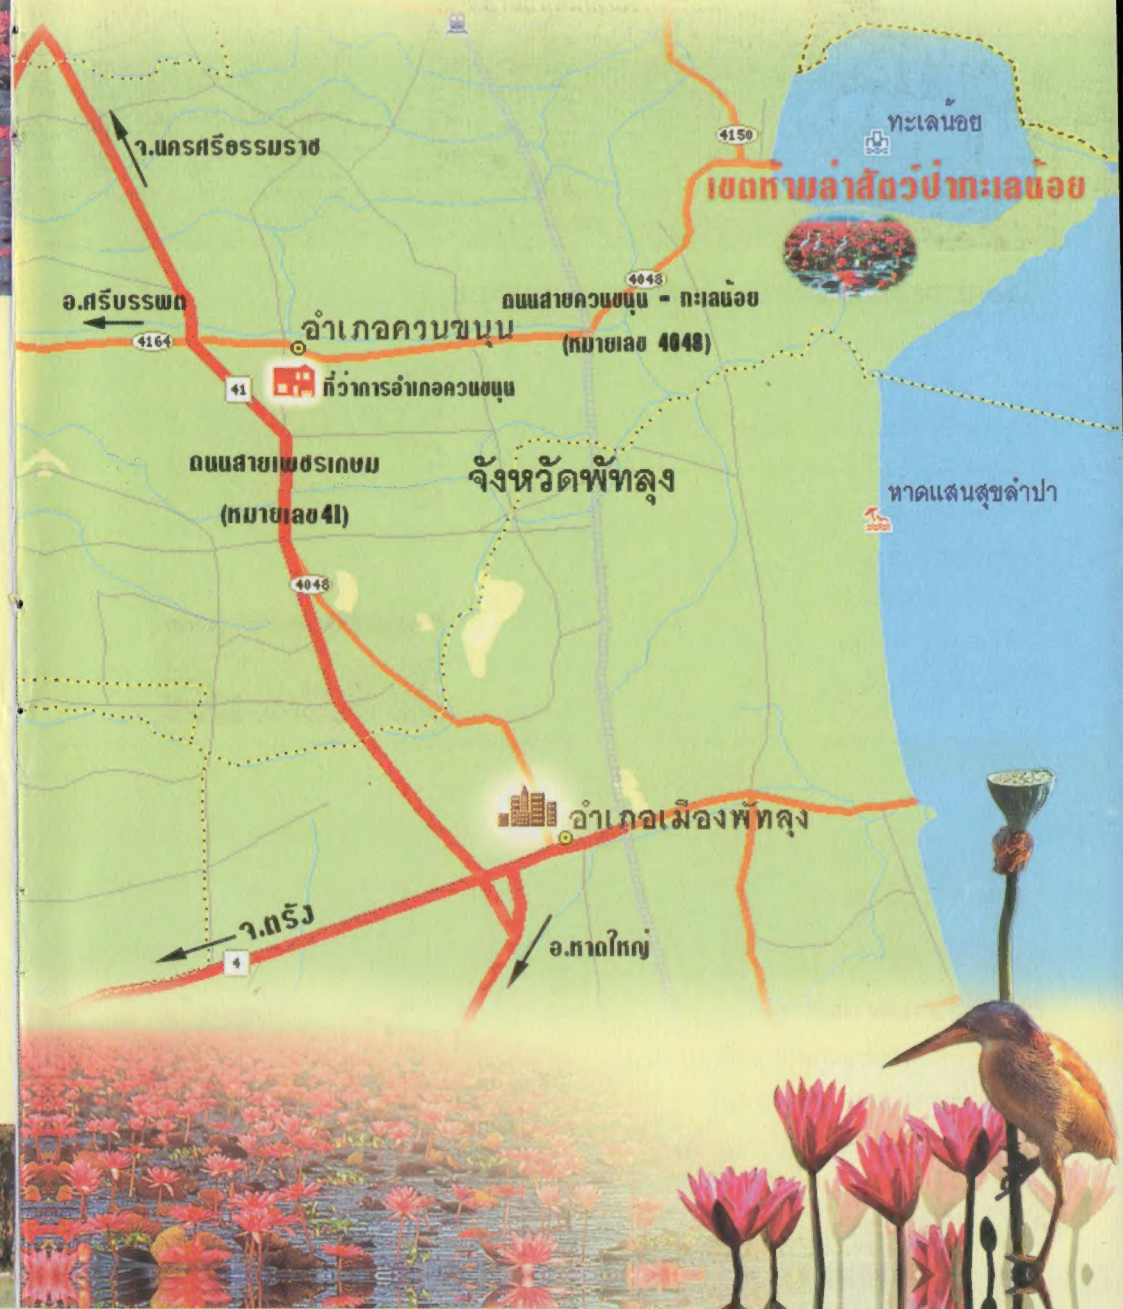 4150
ทะเลน้อย
จ.นครศรีธรรมราช
เขตห้ามล่าสัตว์ป่าทะเลน้อย
4048
อ.ศรีบรรพต
ถนนสายควนขนุน - ทะเลน้อย
อำเภอควนขนุน
(หมายเลข 4048)
4164
41
ที่ว่าการอำเภอควนขนุน
ถนนสายเพชรเกษม
จังหวัดพัทลุง
หาดแสนสุขลำปำ
(หมายเลข 41)
4048
อำเภอเมืองพัทลุง
จ.ตรัง
4
อ.หาดใหญ่